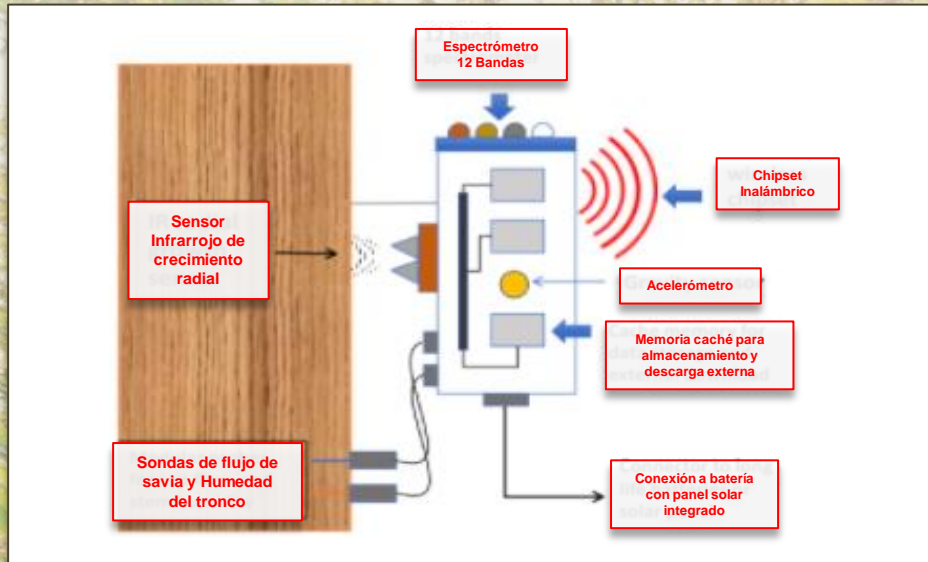 Espectrómetro
12 Bandas
Chipset
Inalámbrico
Sensor
Infrarrojo de
crecimiento
radial
Acelerómetro
Memoria caché para
almacenamiento y
descarga externa
Sondas de flujo de
savia y Humedad
del tronco
Conexión a batería
con panel solar
integrado